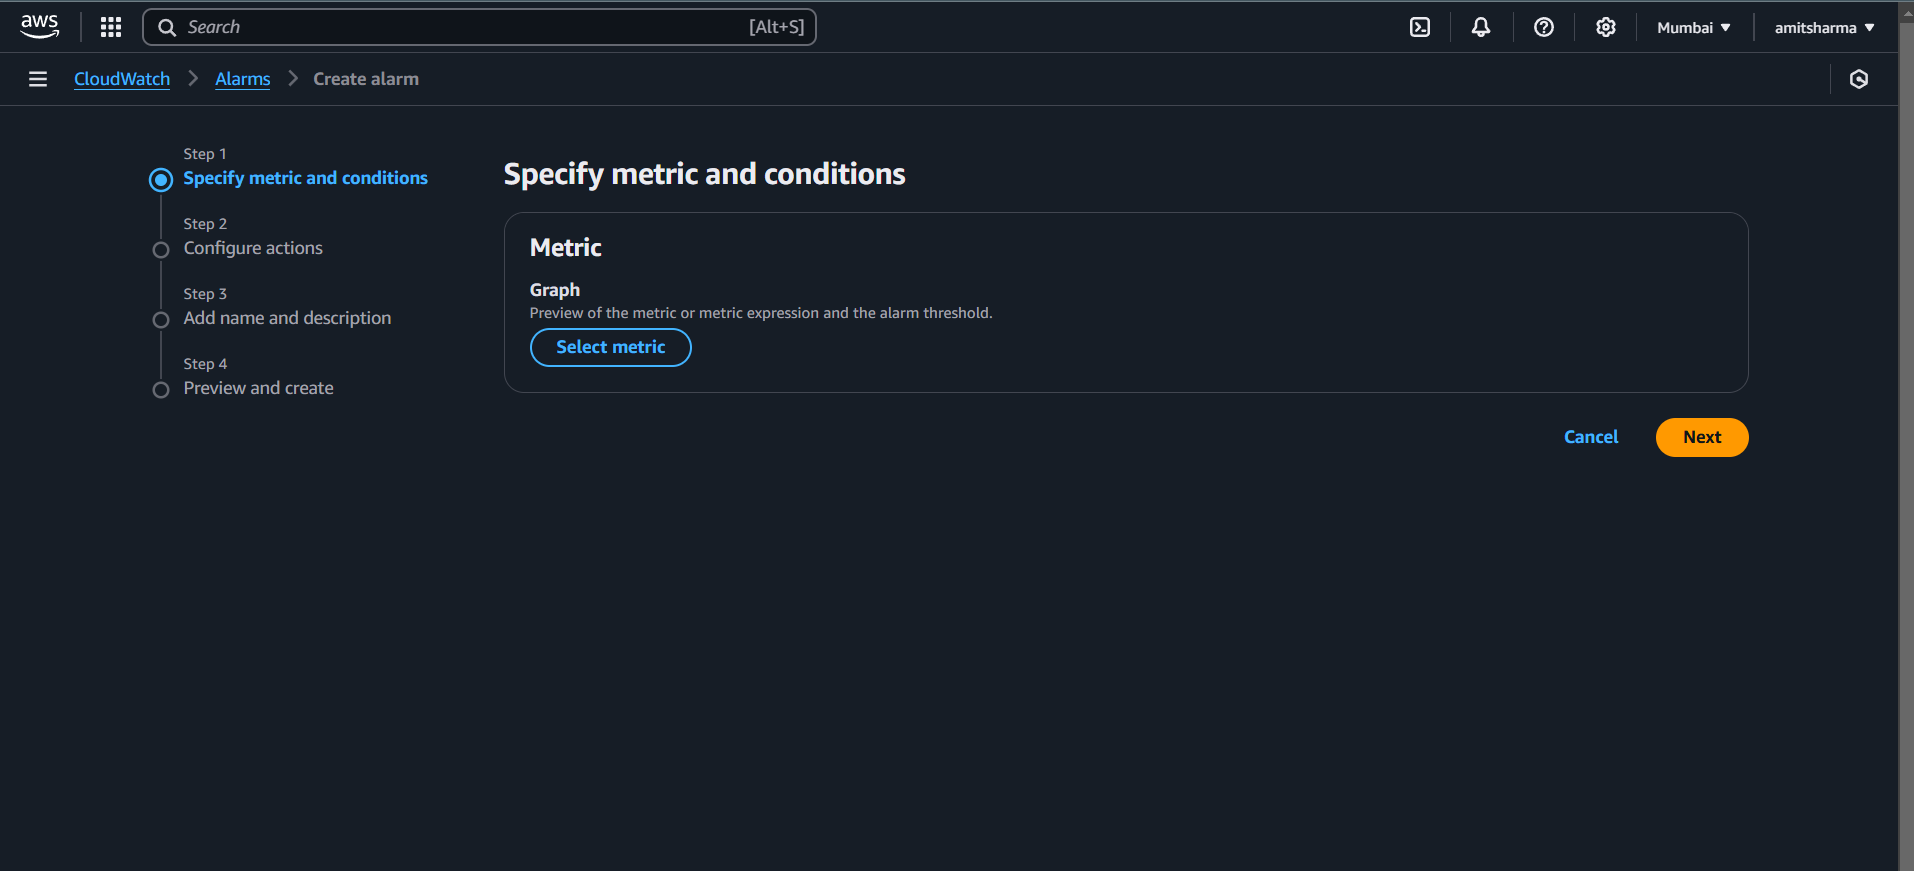 aws
Search [Alt+S]
Mumbai
amitsharma
CloudWatch
Alarms
Create alarm
Step 1
Specify metric and conditions
Step 2
Configure actions
Step 3
Add name and description
Step 4
Preview and create
Specify metric and conditions
Metric
Graph
Preview of the metric or metric expression and the alarm threshold.
Select metric
Cancel
Next